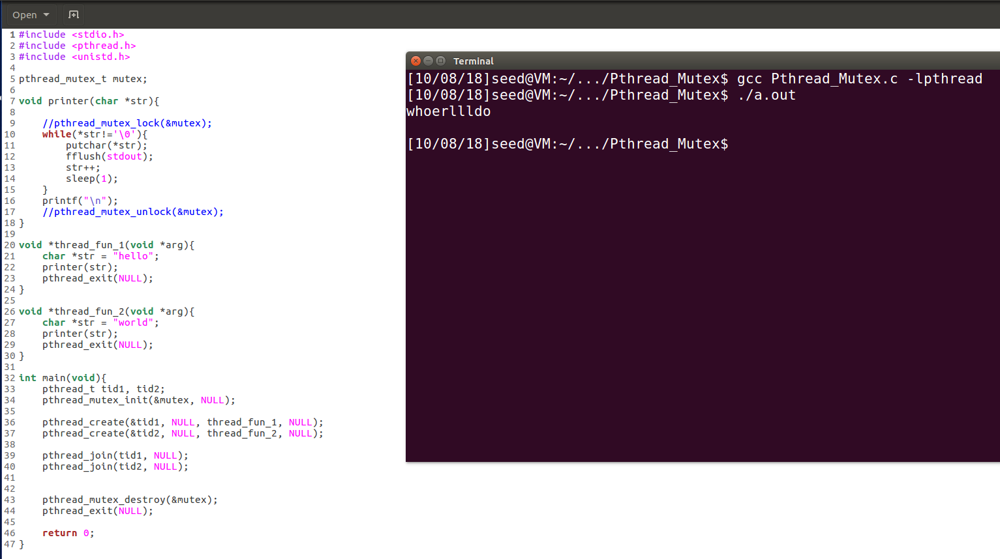 Open
1 #include <stdio.h>
2 #include <pthread.h>
3 #include <unistd.h>
4
5 pthread_mutex_t mutex;
6
7 void printer(char *str){
8
9     //pthread_mutex_lock(&mutex);
10     while(*str!='\0'){
11         putchar(*str);
12         fflush(stdout);
13         str++;
14         sleep(1);
15     }
16     printf("\n");
17     //pthread_mutex_unlock(&mutex);
18 }
19
20 void *thread_fun_1(void *arg){
21     char *str = "hello";
22     printer(str);
23     pthread_exit(NULL);
24 }
25
26 void *thread_fun_2(void *arg){
27     char *str = "world";
28     printer(str);
29     pthread_exit(NULL);
30 }
31
32 int main(void){
33     pthread_t tid1, tid2;
34     pthread_mutex_init(&mutex, NULL);
35
36     pthread_create(&tid1, NULL, thread_fun_1, NULL);
37     pthread_create(&tid2, NULL, thread_fun_2, NULL);
38
39     pthread_join(tid1, NULL);
40     pthread_join(tid2, NULL);
41
42
43     pthread_mutex_destroy(&mutex);
44     pthread_exit(NULL);
45
46     return 0;
47 }
Terminal
[10/08/18]seed@VM:~/.../Pthread_Mutex$ gcc Pthread_Mutex.c -lpthread
[10/08/18]seed@VM:~/.../Pthread_Mutex$ ./a.out
whoerllldo
[10/08/18]seed@VM:~/.../Pthread_Mutex$